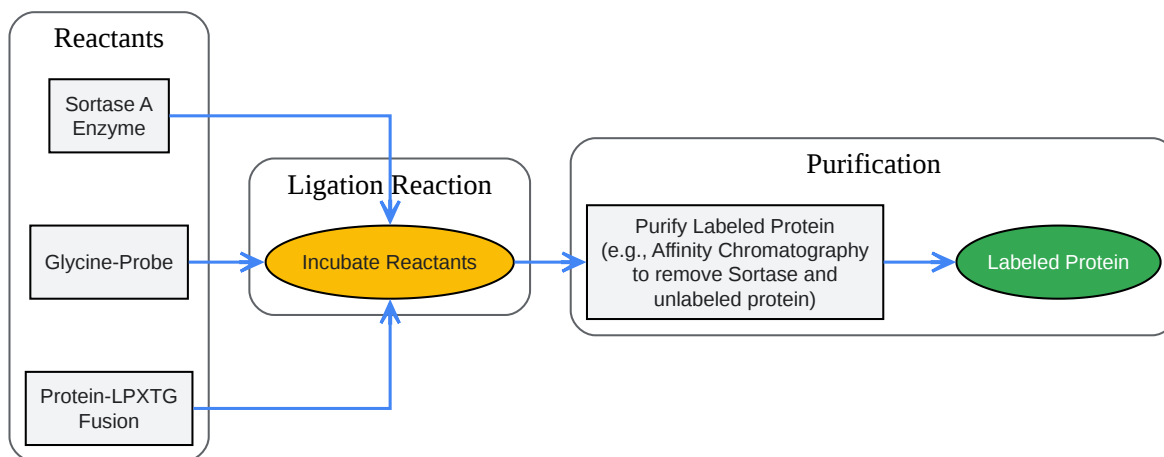 Reactants
Sortase A
Enzyme
Glycine-Probe
Protein-LPXTG
Fusion
Ligation Reaction
Incubate Reactants
Purification
Purify Labeled Protein
(e.g., Affinity Chromatography
to remove Sortase and
unlabeled protein)
Labeled Protein